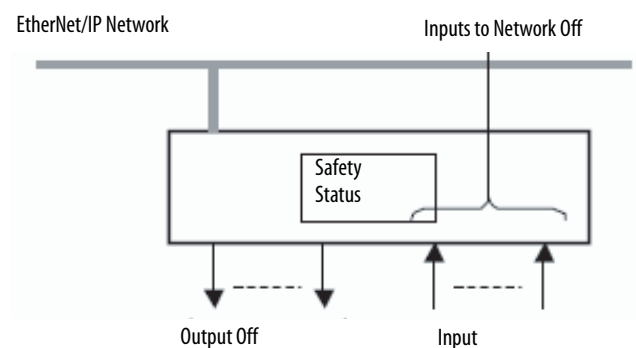 EtherNet/IP Network
Inputs to Network Off
Safety
Status
Output Off
Input